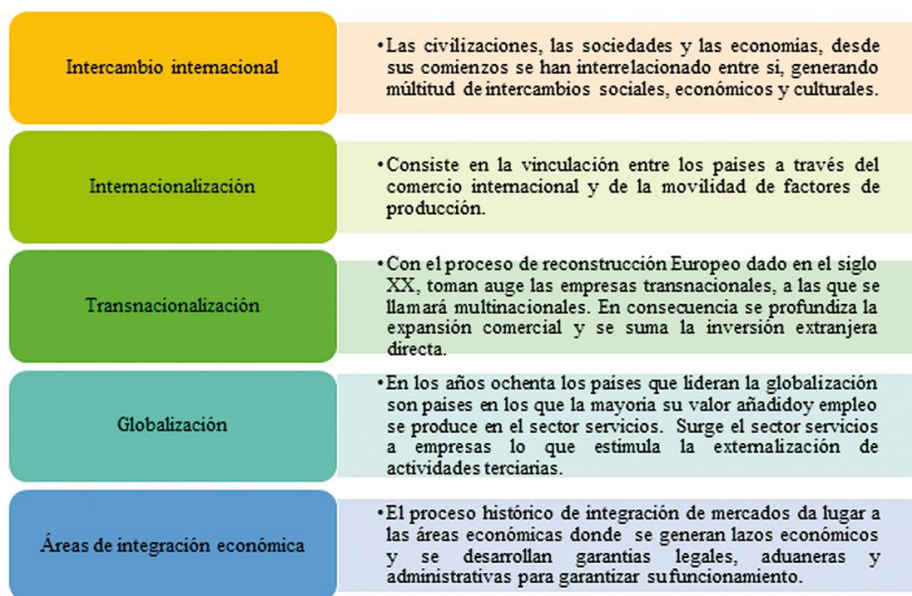 Intercambio internacional
•Las civilizaciones, las sociedades y las economías, desde
sus comienzos se han interrelacionado entre si, generando
múltitud de intercambios sociales, económicos y culturales.
Internacionalización
•Consiste en la vinculación entre los países a través del
comercio internacional y de la movilidad de factores de
producción.
Transnacionalización
•Con el proceso de reconstrucción Europeo dado en el siglo
XX, toman auge las empresas transnacionales, a las que se
llamará multinacionales. En consecuencia se profundiza la
expansión comercial y se suma la inversión extranjera
directa.
Globalización
•En los años ochenta los países que lideran la globalización
son países en los que la mayoria su valor añadidoy empleo
se produce en el sector servicios. Surge el sector servicios
a empresas lo que estimula la externalización de
actividades terciarias.
Áreas de integración económica
•El proceso histórico de integración de mercados da lugar a
las áreas económicas donde se generan lazos económicos
y se desarrollan garantías legales, aduaneras y
administrativas para garantizar su funcionamiento.